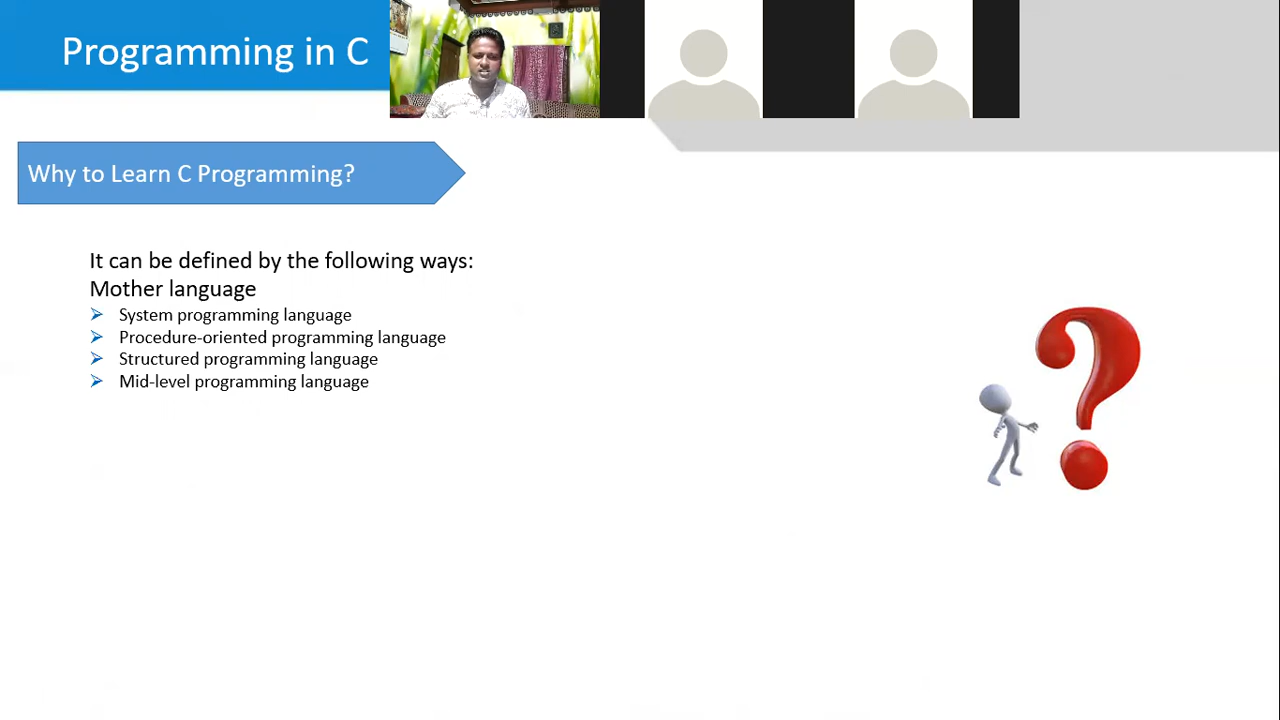 Programming in C
Why to Learn C Programming?
It can be defined by the following ways:
Mother language
System programming language
Procedure-oriented programming language
Structured programming language
Mid-level programming language